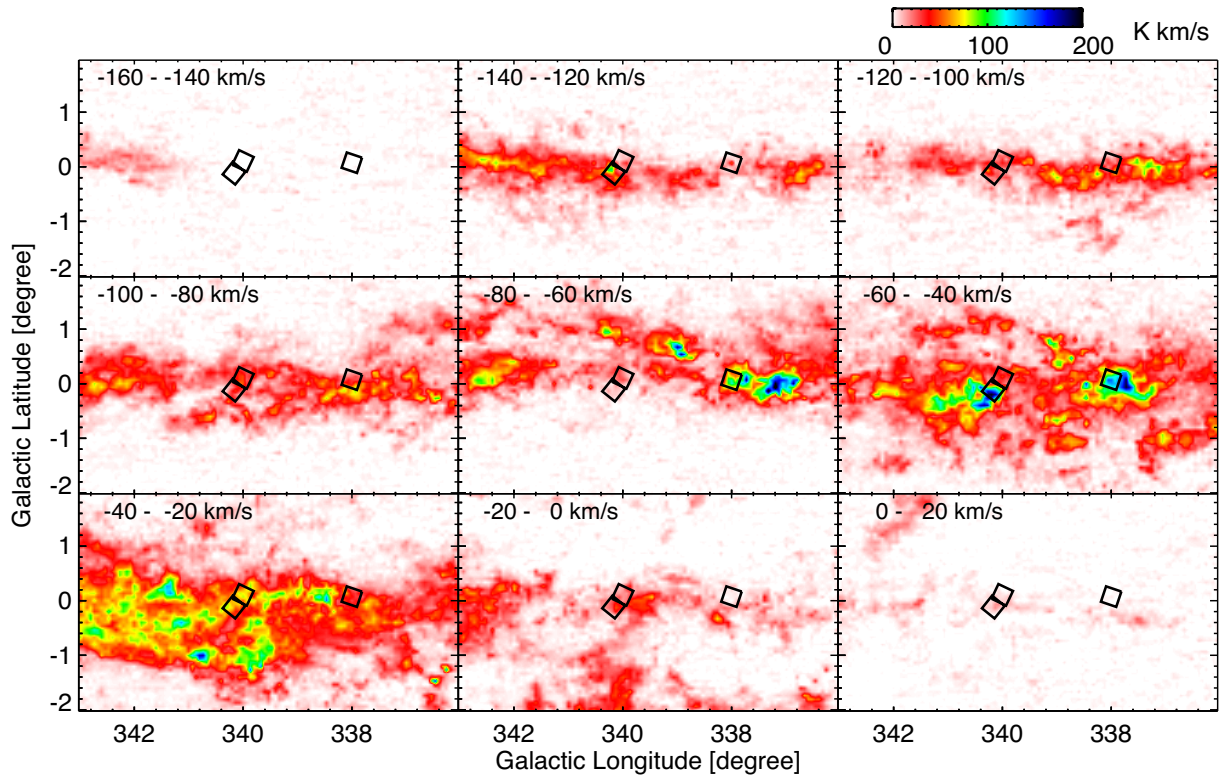 0 100 200 K km/s
-160 - -140 km/s
-140 - -120 km/s
-120 - -100 km/s
1
0
-1
-2
-100 - -80 km/s
-80 - -60 km/s
-60 - -40 km/s
1
0
-1
-2
-40 - -20 km/s
-20 - 0 km/s
0 - 20 km/s
1
0
-1
-2
Galactic Latitude [degree]
342 340 338 342 340 338 342 340 338
Galactic Longitude [degree]